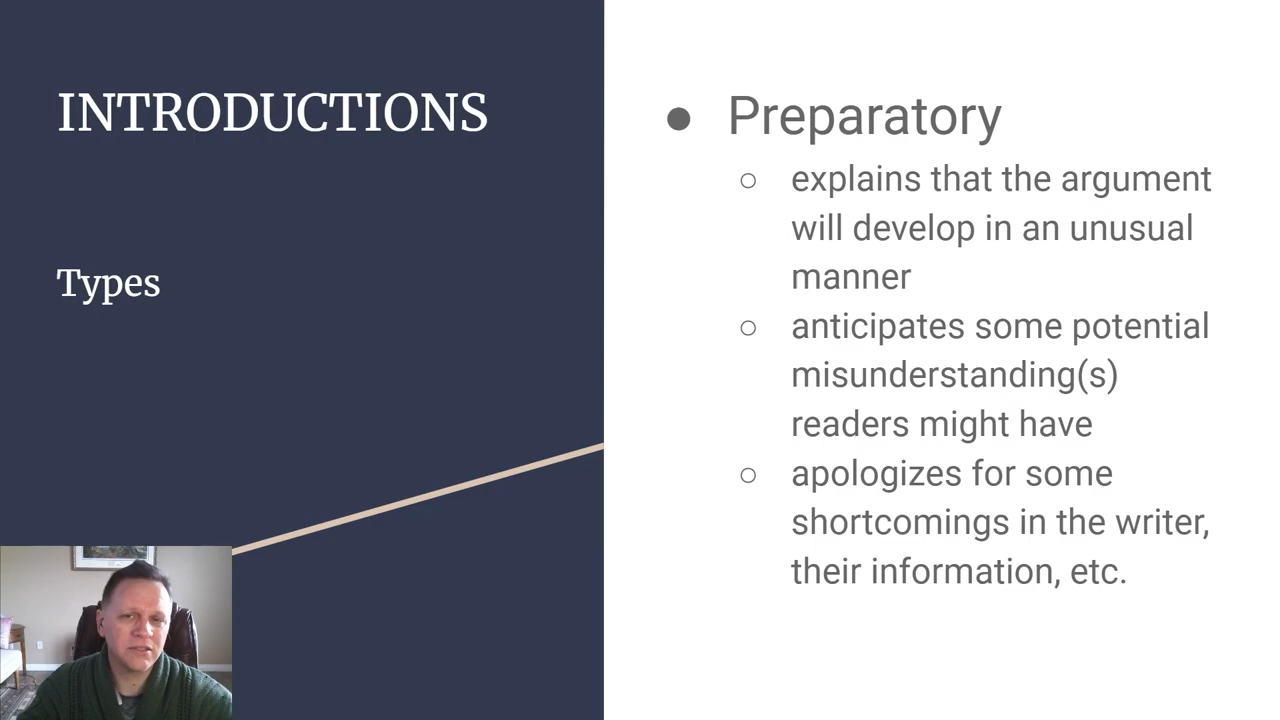 INTRODUCTIONS
Types
● Preparatory
○ explains that the argument
will develop in an unusual
manner
○ anticipates some potential
misunderstanding(s)
readers might have
○ apologizes for some
shortcomings in the writer,
their information, etc.